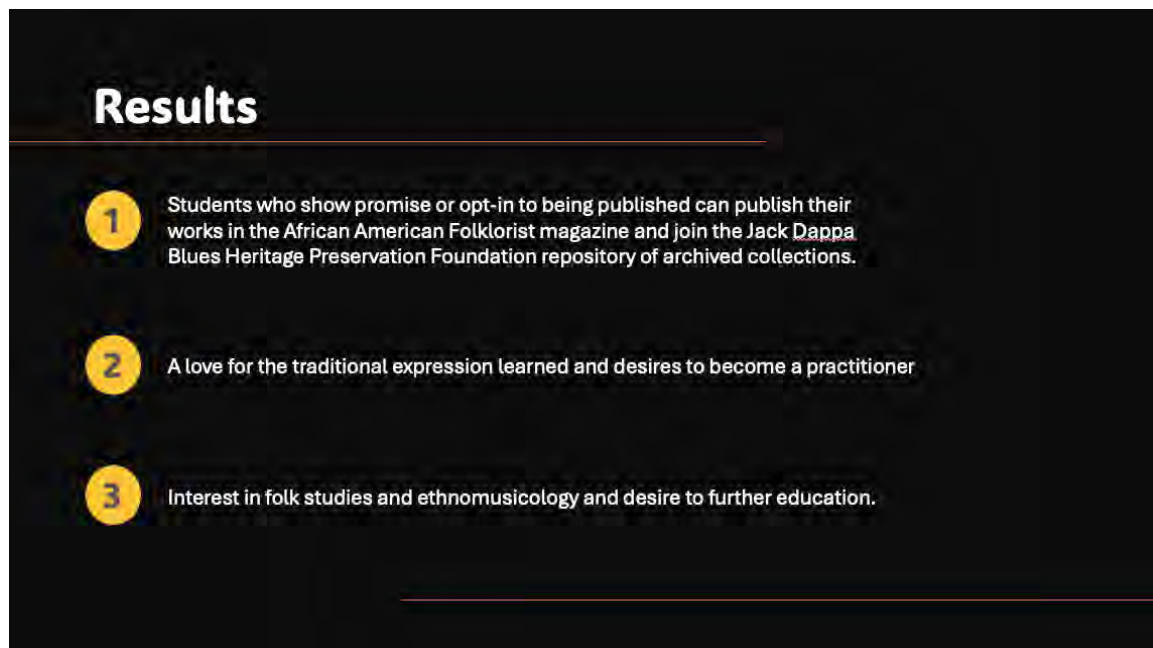 Results
1
Students who show promise or opt-in to being published can publish their
works in the African American Folklorist magazine and join the Jack Dappa
Blues Heritage Preservation Foundation repository of archived collections.
2
A love for the traditional expression learned and desires to become a practitioner
3
Interest in folk studies and ethnomusicology and desire to further education.